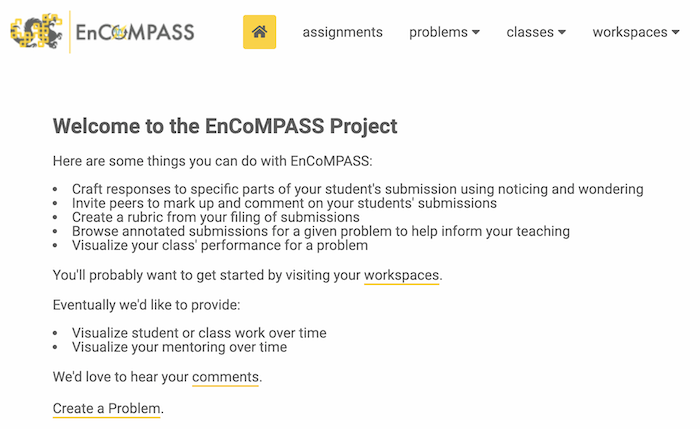 EnCoMPASS
assignments
problems
classes
workspaces
Welcome to the EnCoMPASS Project
Here are some things you can do with EnCoMPASS:
• Craft responses to specific parts of your student's submission using noticing and wondering
• Invite peers to mark up and comment on your students' submissions
• Create a rubric from your filing of submissions
• Browse annotated submissions for a given problem to help inform your teaching
• Visualize your class' performance for a problem
You'll probably want to get started by visiting your workspaces.
Eventually we'd like to provide:
• Visualize student or class work over time
• Visualize your mentoring over time
We'd love to hear your comments.
Create a Problem.